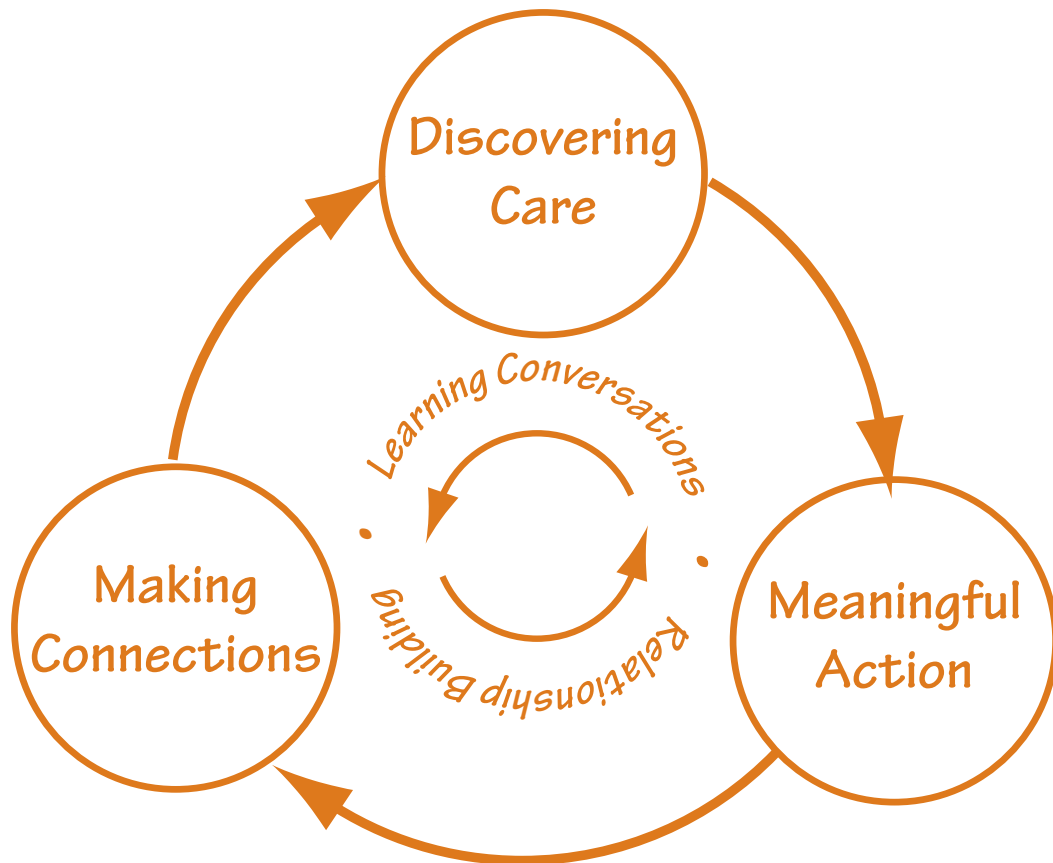 Discovering
Care
Learning Conversations
•
•
Relationship Building
Making
Connections
Meaningful
Action